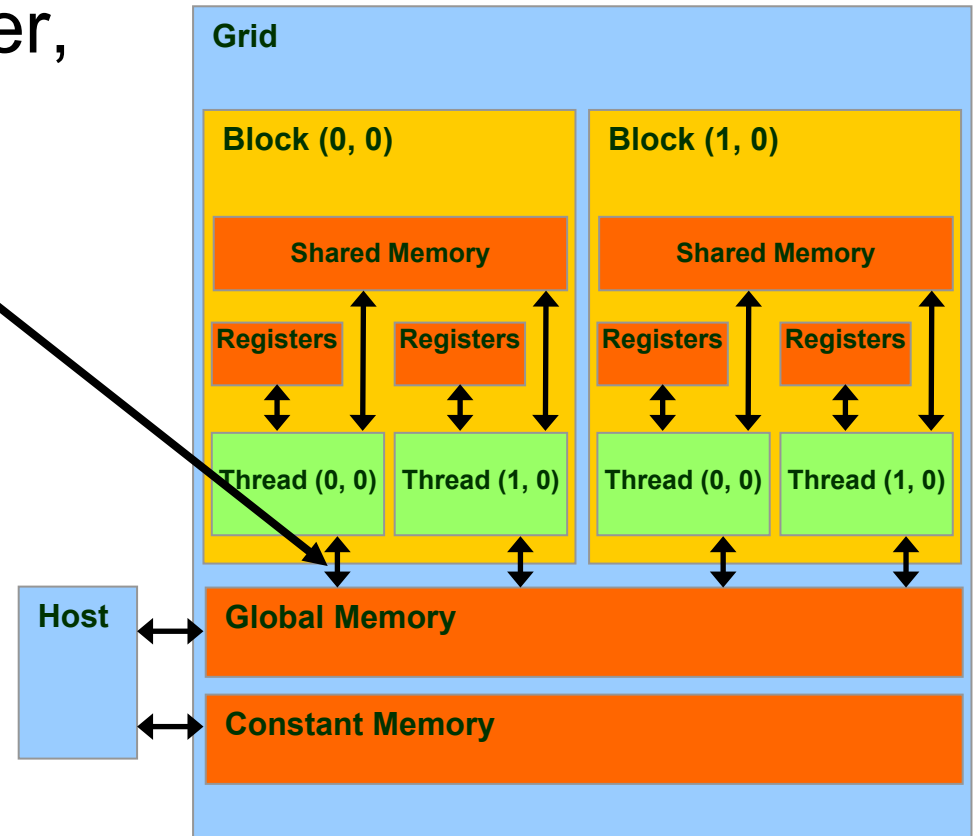 er,
Grid
Block (0, 0)
Block (1, 0)
Shared Memory
Shared Memory
Registers
Registers
Registers
Registers
Thread (0, 0)
Thread (1, 0)
Thread (0, 0)
Thread (1, 0)
Host
Global Memory
Constant Memory